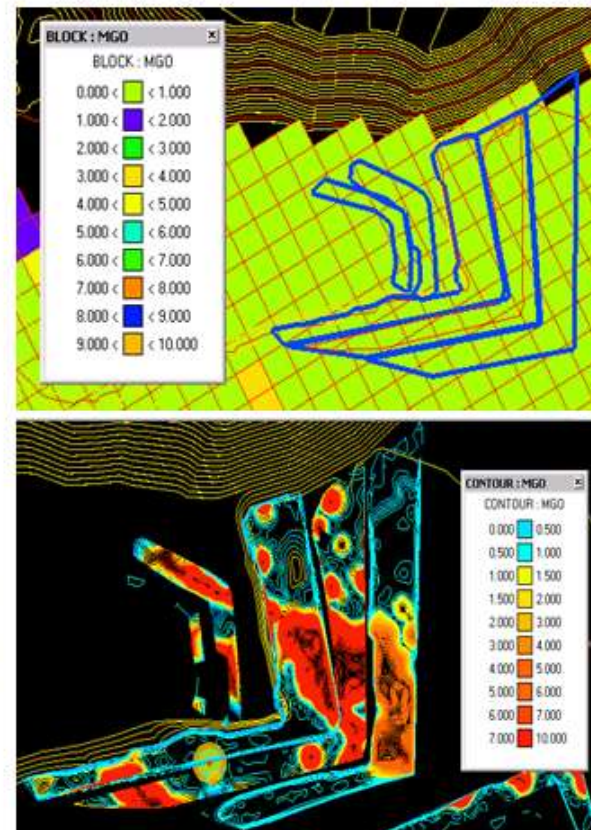 BLOCK : MGO x
BLOCK : MGO
0.000 < < 1.000
1.000 < < 2.000
2.000 < < 3.000
3.000 < < 4.000
4.000 < < 5.000
5.000 < < 6.000
6.000 < < 7.000
7.000 < < 8.000
8.000 < < 9.000
9.000 < < 10.000
CONTOUR : MGO x
CONTOUR : MGO
0.000 0.500
0.500 1.000
1.000 1.500
1.500 2.000
2.000 3.000
3.000 4.000
4.000 5.000
5.000 6.000
6.000 7.000
7.000 10.000